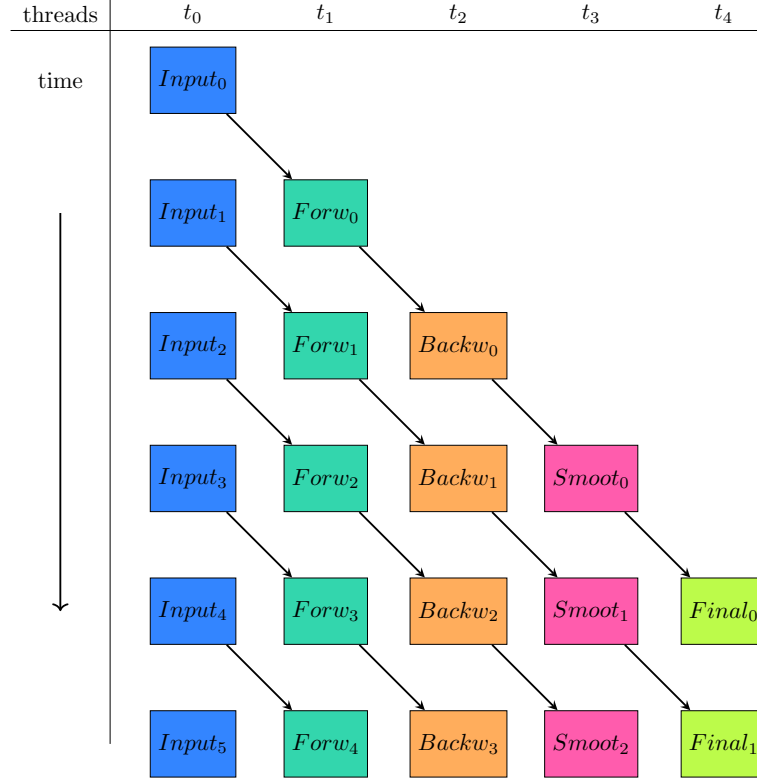 threads t₀ t₁ t₂ t₃ t₄
time Input₀
Input₁ Forw₀
Input₂ Forw₁ Backw₀
Input₃ Forw₂ Backw₁ Smoot₀
Input₄ Forw₃ Backw₂ Smoot₁ Final₀
Input₅ Forw₄ Backw₃ Smoot₂ Final₁